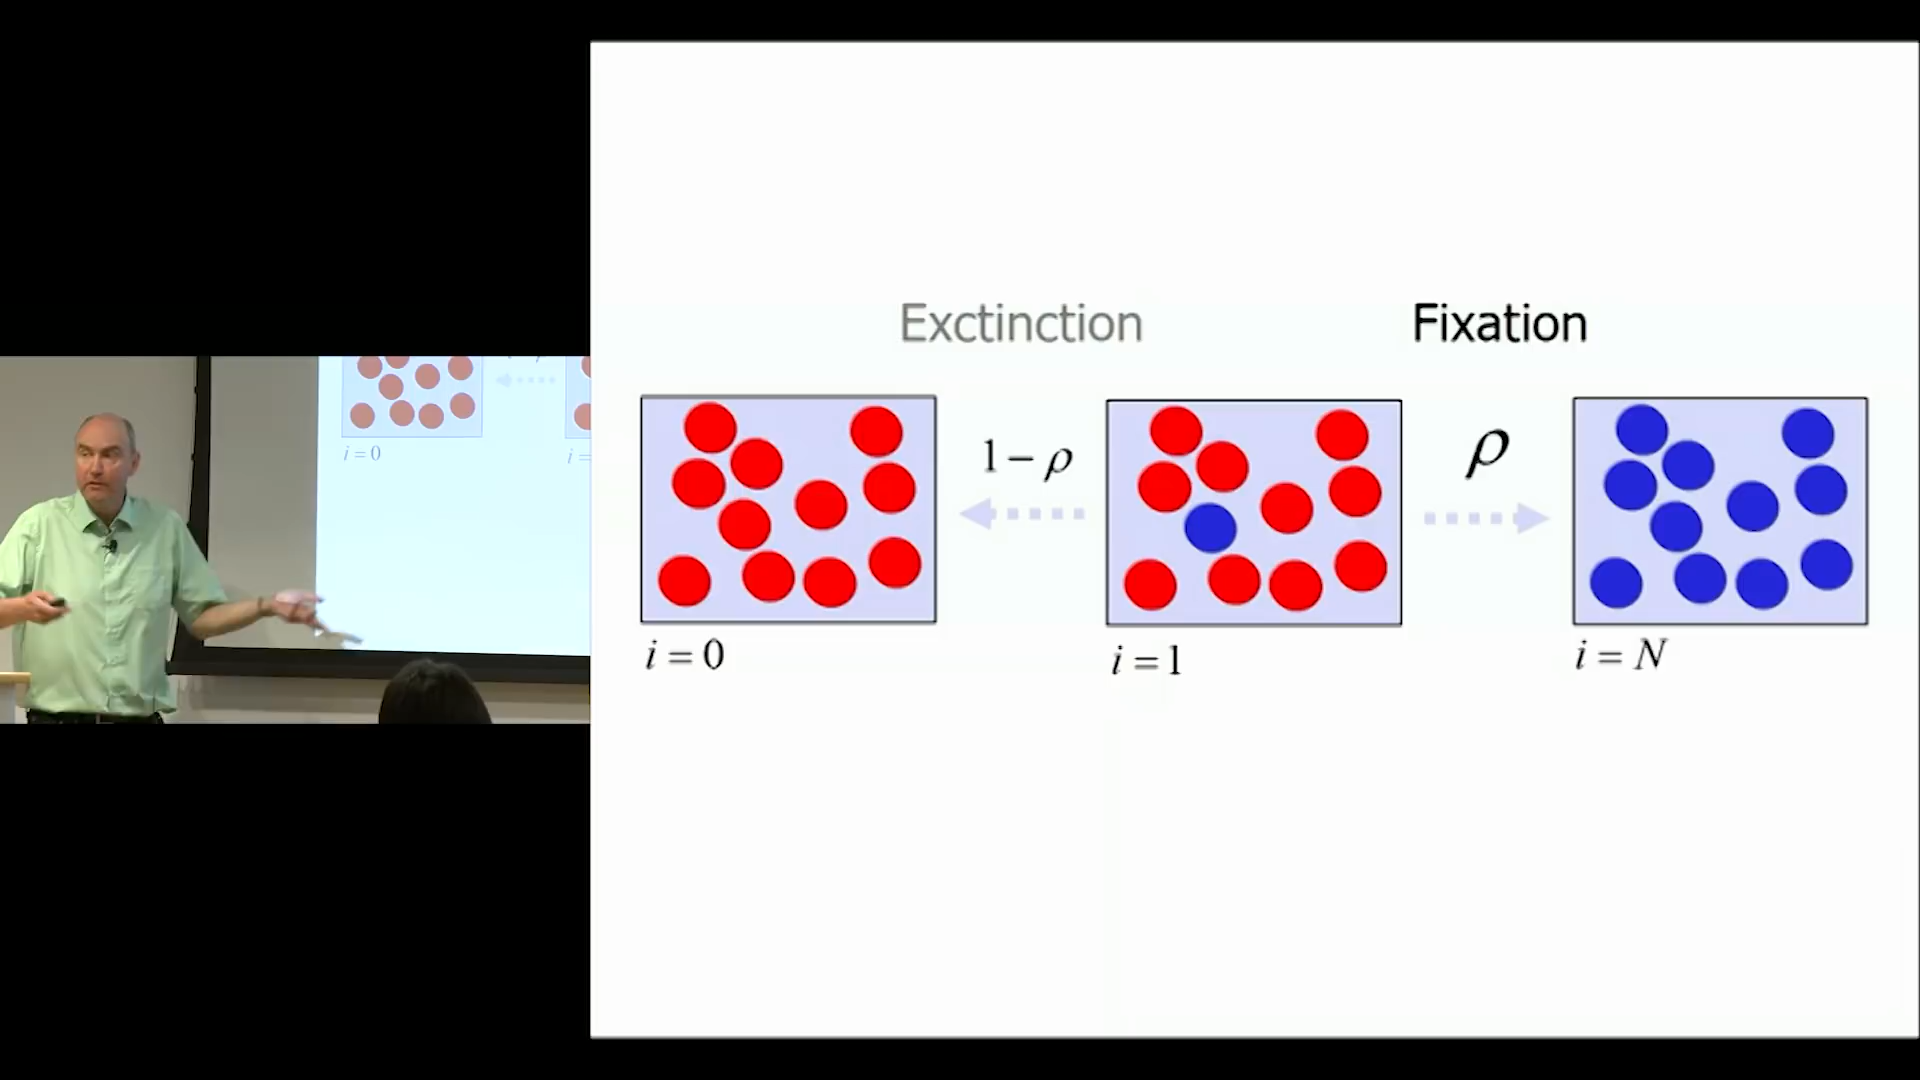 Exctinction
Fixation
1 − ρ
ρ
i = 0
i = 1
i = N
i = 0
i =